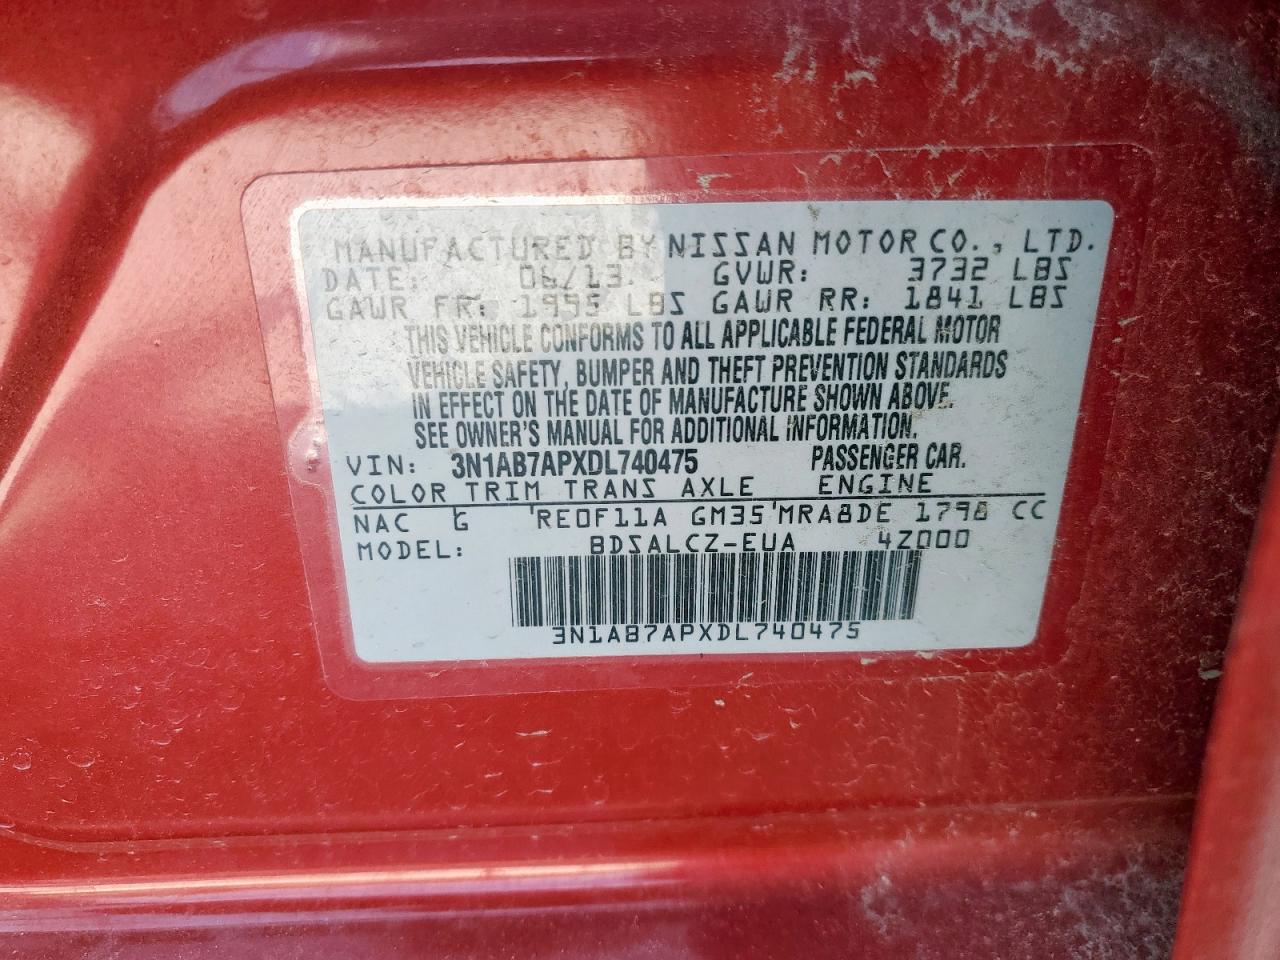 MANUFACTURED BY NISSAN MOTOR CO., LTD.
DATE: 06/13 GVWR: 3732 LBS
GAWR FR: 1995 LBS GAWR RR: 1841 LBS
THIS VEHICLE CONFORMS TO ALL APPLICABLE FEDERAL MOTOR
VEHICLE SAFETY, BUMPER AND THEFT PREVENTION STANDARDS
IN EFFECT ON THE DATE OF MANUFACTURE SHOWN ABOVE.
SEE OWNER'S MANUAL FOR ADDITIONAL INFORMATION.
VIN: 3N1AB7APXDL740475 PASSENGER CAR.
COLOR TRIM TRANS AXLE ENGINE
NAC G RE0F11A GM35 MRA8DE 1798 CC
MODEL: BDSALCZ-EUA 4Z000
3N1AB7APXDL740475